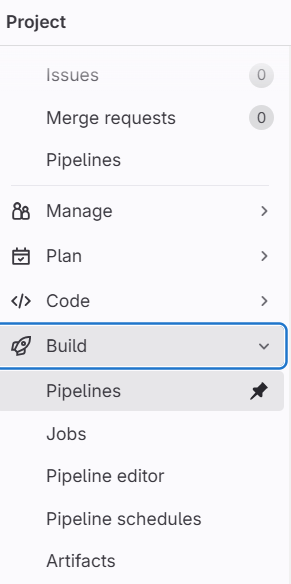 Project
Issues 0
Merge requests 0
Pipelines
Manage
Plan
Code
Build
Pipelines
Jobs
Pipeline editor
Pipeline schedules
Artifacts